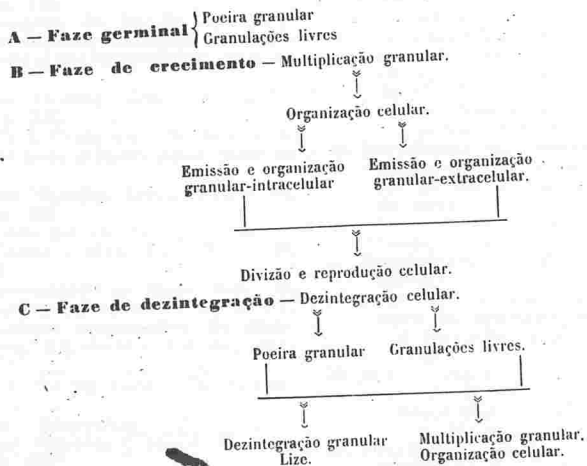 A — Faze germinal { Poeira granular
Granulações livres
B — Faze de crecimento — Multiplicação granular.
Organização celular.
Emissão e organização granular-intracelular
Emissão e organização granular-extracelular.
Divizão e reprodução celular.
C — Faze de dezintegração — Dezintegração celular.
Poeira granular Granulações livres.
Dezintegração granular
Lize.
Multiplicação granular.
Organização celular.